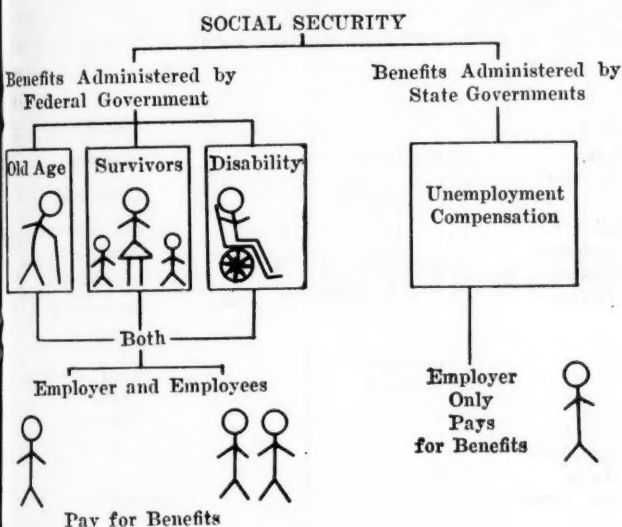 SOCIAL SECURITY
Benefits Administered by
Federal Government
Old Age
Survivors
Disability
Both
Employer and Employees
Pay for Benefits
Benefits Administered by
State Governments
Unemployment
Compensation
Employer
Only
Pays
for Benefits